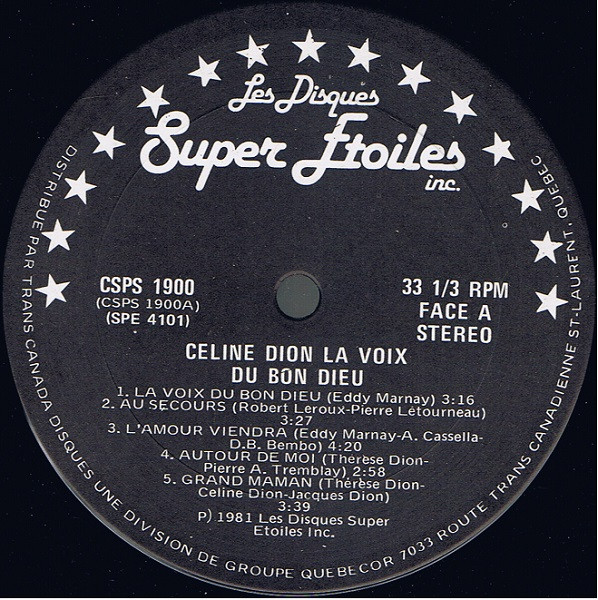 Les Disques
Super Etoiles
inc.
CSPS 1900
(CSPS 1900A)
(SPE 4101)
33 1/3 RPM
FACE A
STEREO
CELINE DION LA VOIX
DU BON DIEU
1. LA VOIX DU BON DIEU (Eddy Marnay) 3:16
2. AU SECOURS (Robert Leroux-Pierre Létourneau)
3:27
3. L'AMOUR VIENDRA (Eddy Marnay-A. Cassella-
D.B. Bembo) 4:20
4. AUTOUR DE MOI (Thérèse Dion-
Pierre A. Tremblay) 2:58
5. GRAND MAMAN (Thérèse Dion-
Celine Dion-Jacques Dion)
3:39
P) 1981 Les Disques Super
Etoiles Inc.
DISTRIBUE PAR TRANS CANADA DISQUES UNE DIVISION DE GROUPE QUEBECOR 7033 ROUTE TRANS CANADIENNE ST-LAURENT, QUEBEC